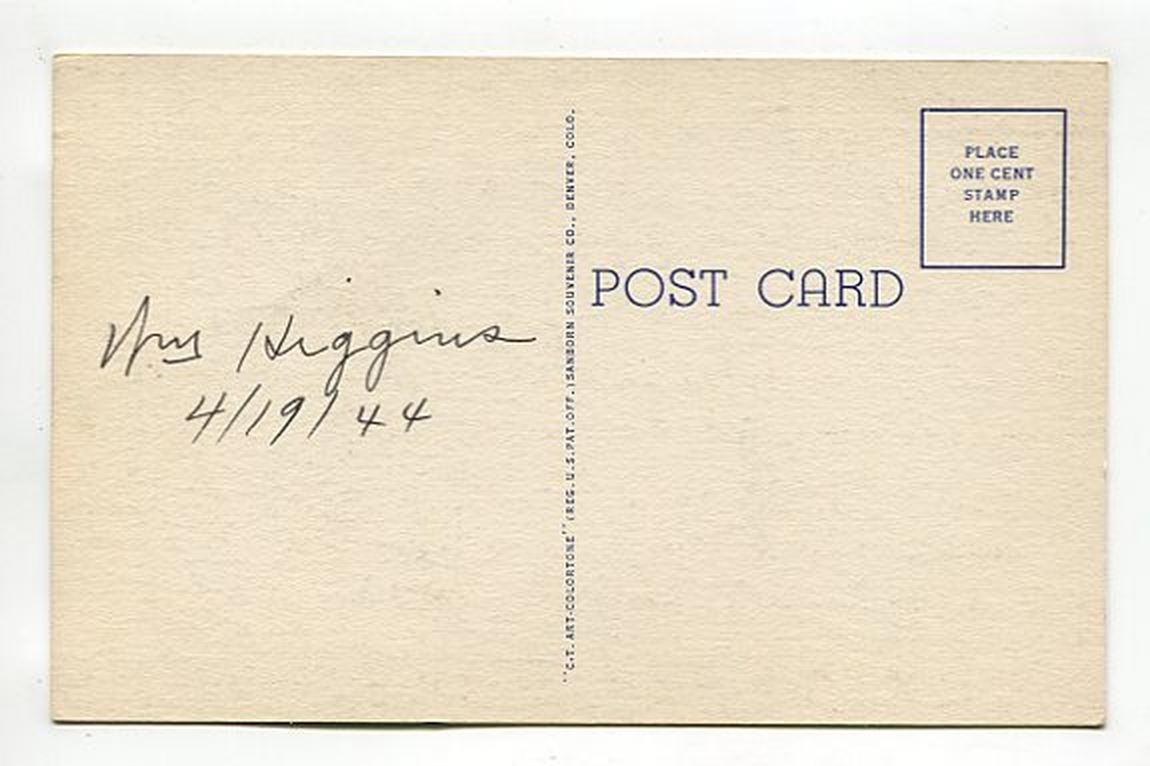 Wm Higgins
4/19/44
"C.T. ART-COLORTONE" (REG. U.S. PAT. OFF.) SANBORN SOUVENIR CO., DENVER, COLO.
POST CARD
PLACE
ONE CENT
STAMP
HERE